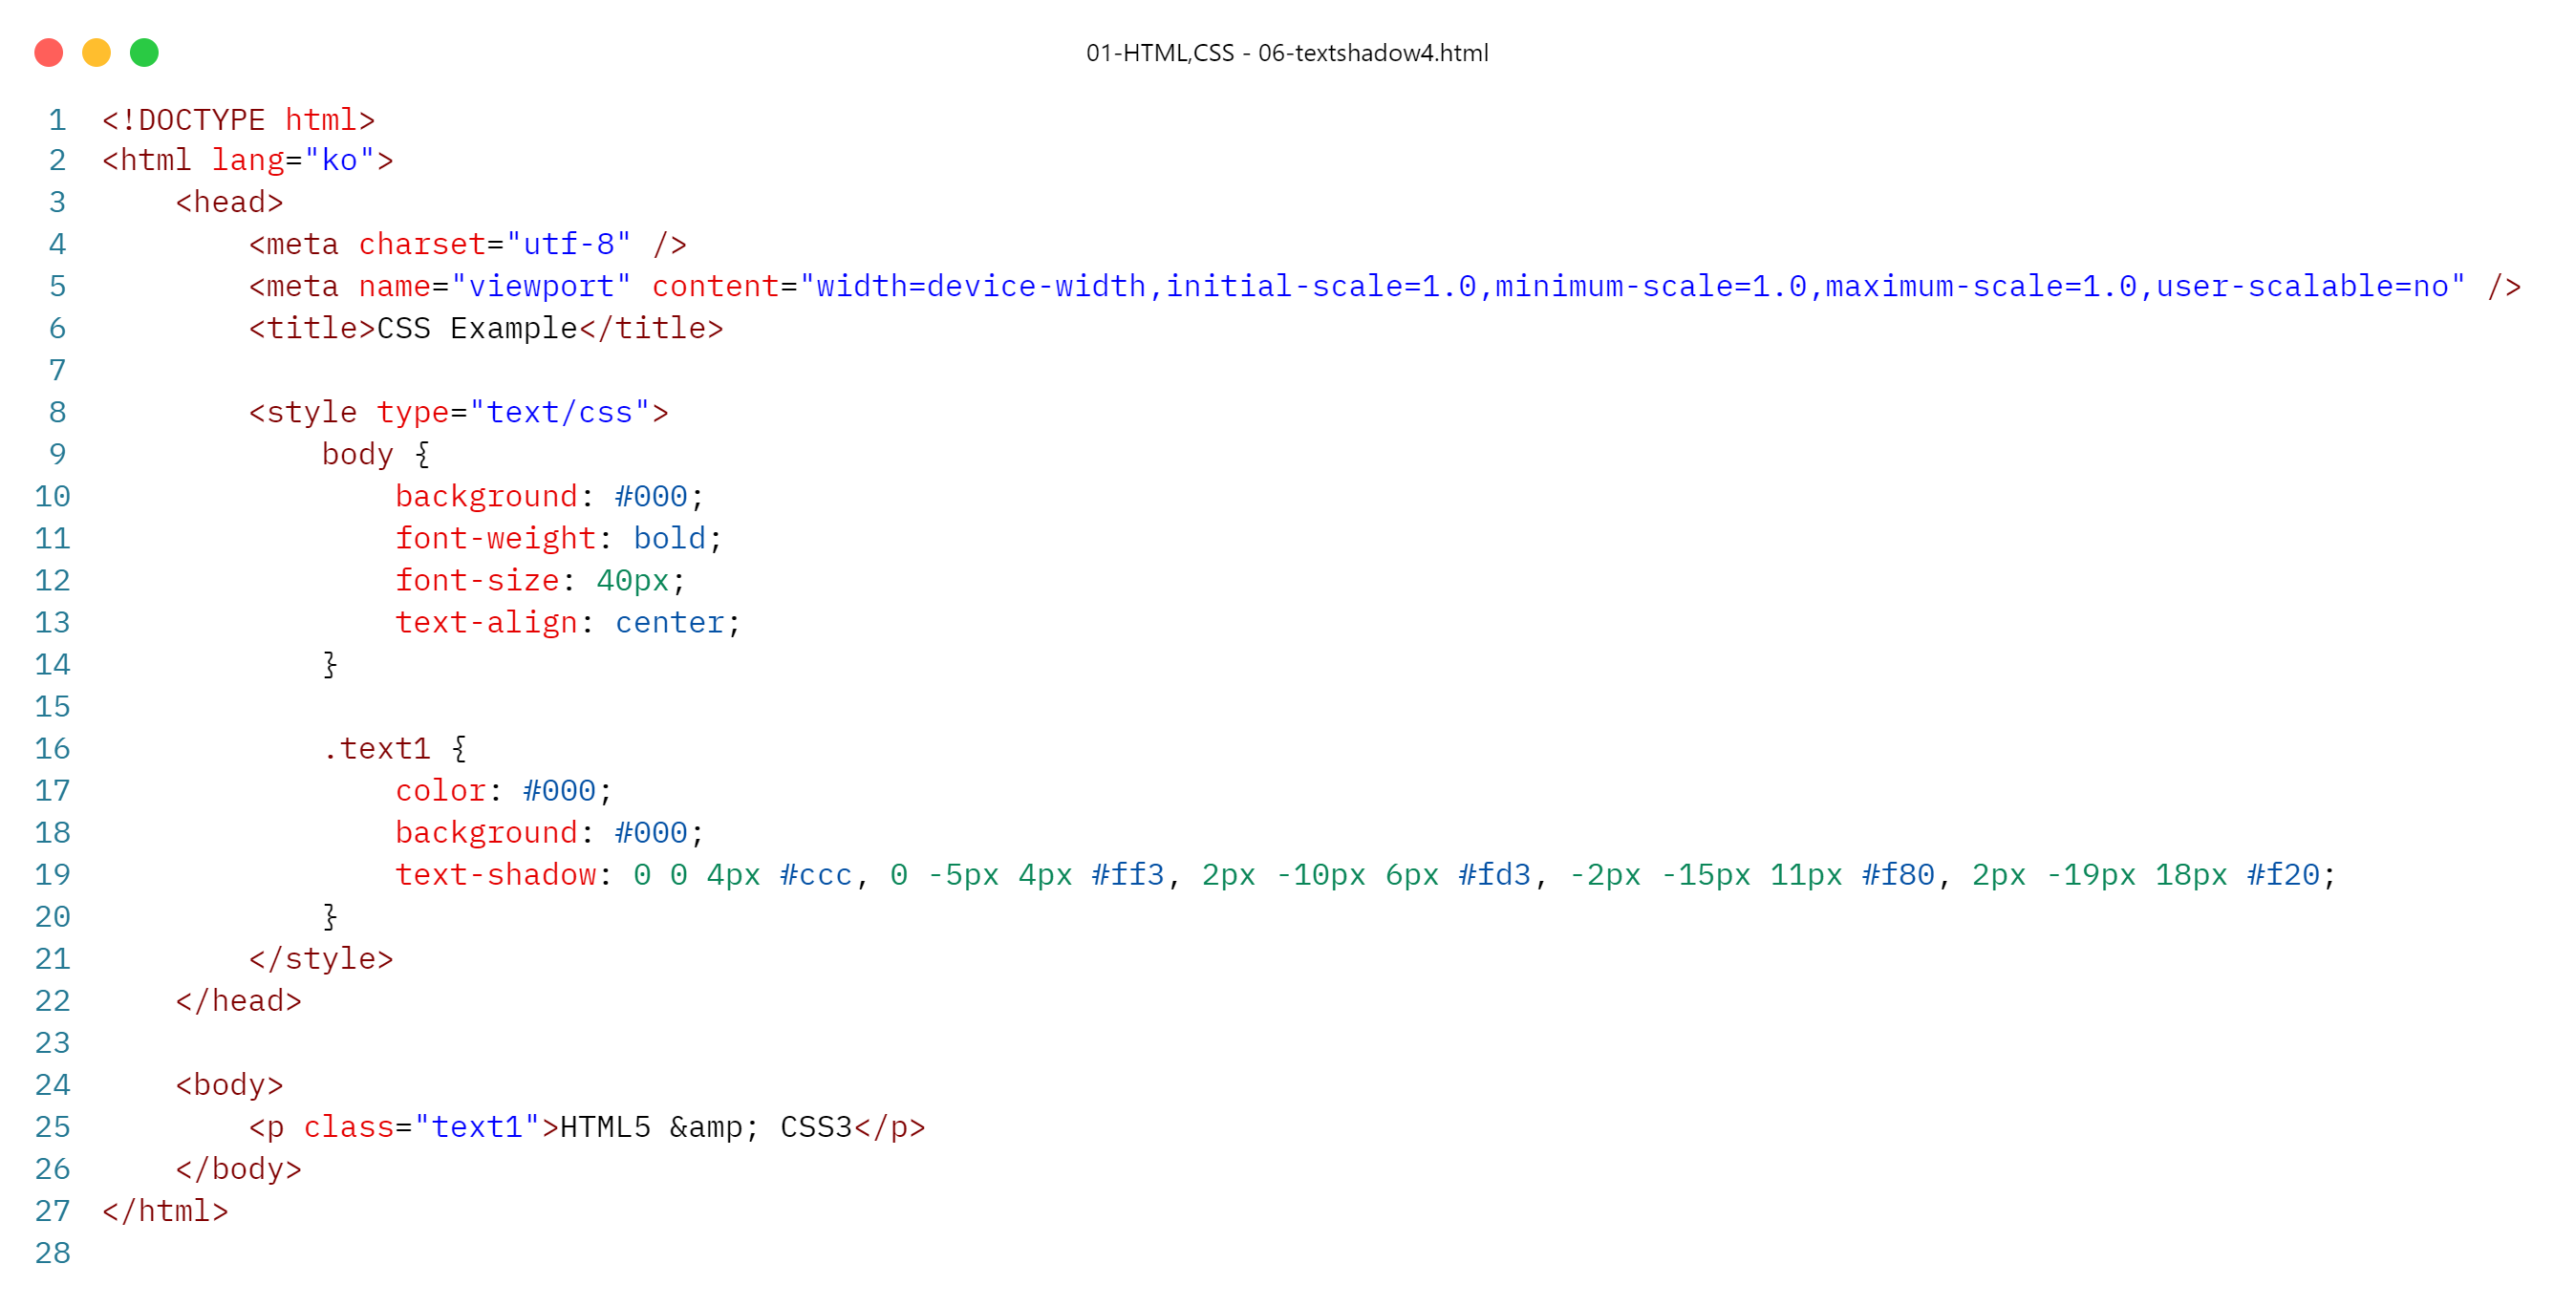 01-HTML,CSS - 06-textshadow4.html
1 <!DOCTYPE html>
2 <html lang="ko">
3     <head>
4         <meta charset="utf-8" />
5         <meta name="viewport" content="width=device-width,initial-scale=1.0,minimum-scale=1.0,maximum-scale=1.0,user-scalable=no" />
6         <title>CSS Example</title>
7
8         <style type="text/css">
9             body {
10                 background: #000;
11                 font-weight: bold;
12                 font-size: 40px;
13                 text-align: center;
14             }
15
16             .text1 {
17                 color: #000;
18                 background: #000;
19                 text-shadow: 0 0 4px #ccc, 0 -5px 4px #ff3, 2px -10px 6px #fd3, -2px -15px 11px #f80, 2px -19px 18px #f20;
20             }
21         </style>
22     </head>
23
24     <body>
25         <p class="text1">HTML5 &amp; CSS3</p>
26     </body>
27 </html>
28